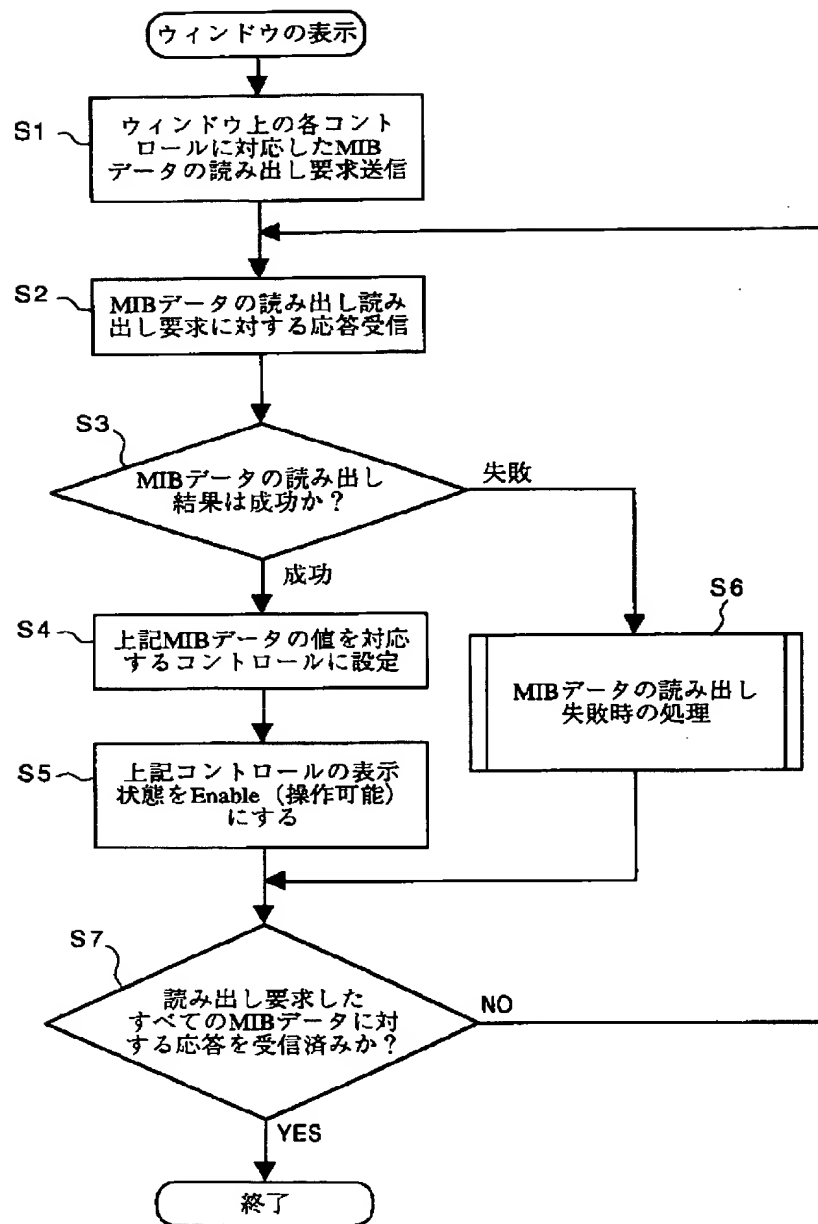 ウィンドウの表示
S1
ウィンドウ上の各コント
ロールに対応したMIB
データの読み出し要求送信
S2
MIBデータの読み出し読み
出し要求に対する応答受信
S3
MIBデータの読み出し
結果は成功か？
失敗
成功
S4
上記MIBデータの値を対応
するコントロールに設定
S6
MIBデータの読み出し
失敗時の処理
S5
上記コントロールの表示
状態をEnable（操作可能）
にする
S7
読み出し要求した
すべてのMIBデータに対
する応答を受信済みか？
NO
YES
終了